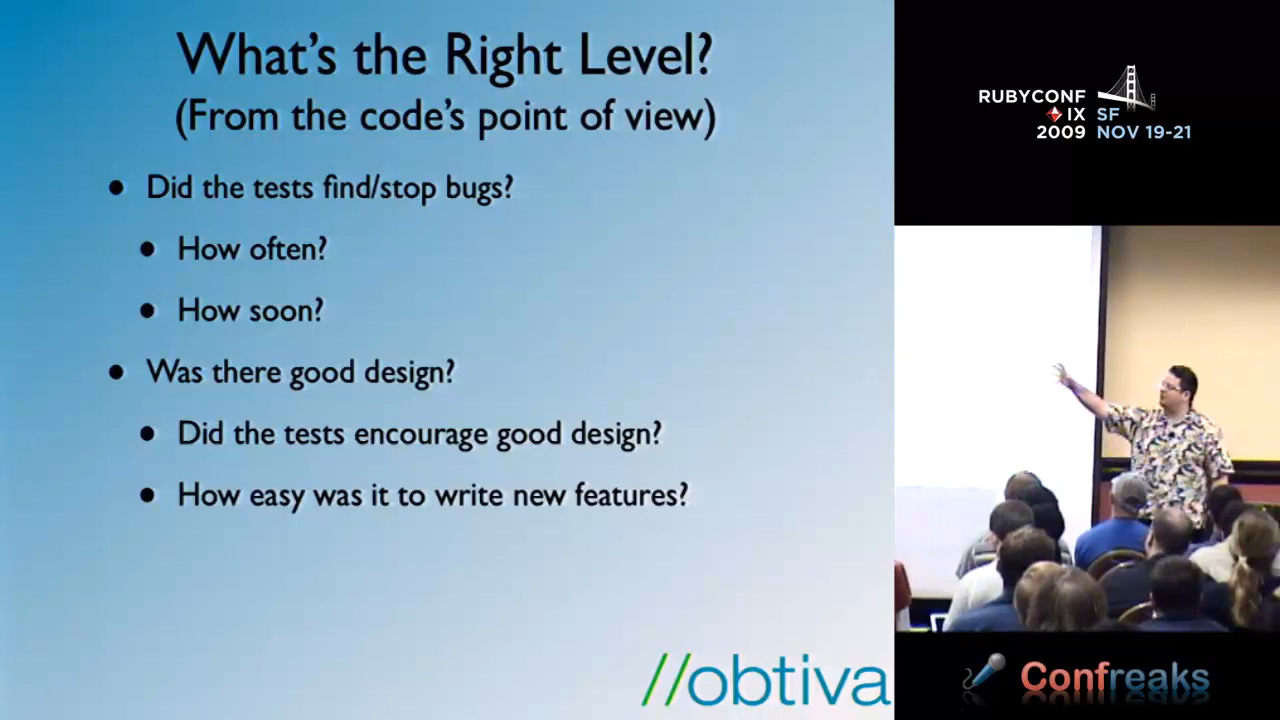 What's the Right Level?
(From the code's point of view)
• Did the tests find/stop bugs?
• How often?
• How soon?
• Was there good design?
• Did the tests encourage good design?
• How easy was it to write new features?
//obtiva
RUBYCONF
IX SF
2009 NOV 19-21
Confreaks